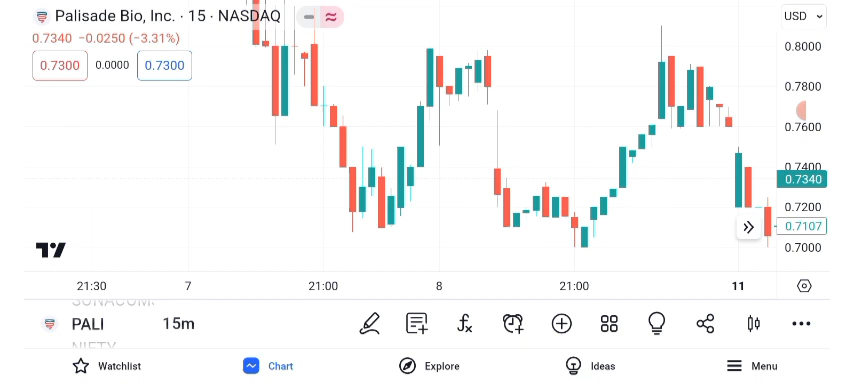 Palisade Bio, Inc. · 15 · NASDAQ
USD
0.7340 −0.0250 (−3.31%)
0.7300 0.0000 0.7300
0.8000
0.7800
0.7600
0.7400
0.7340
0.7200
0.7107
0.7000
21:30 7 21:00 8 21:00 11
PALI 15m
NIFTY
Watchlist Chart Explore Ideas Menu